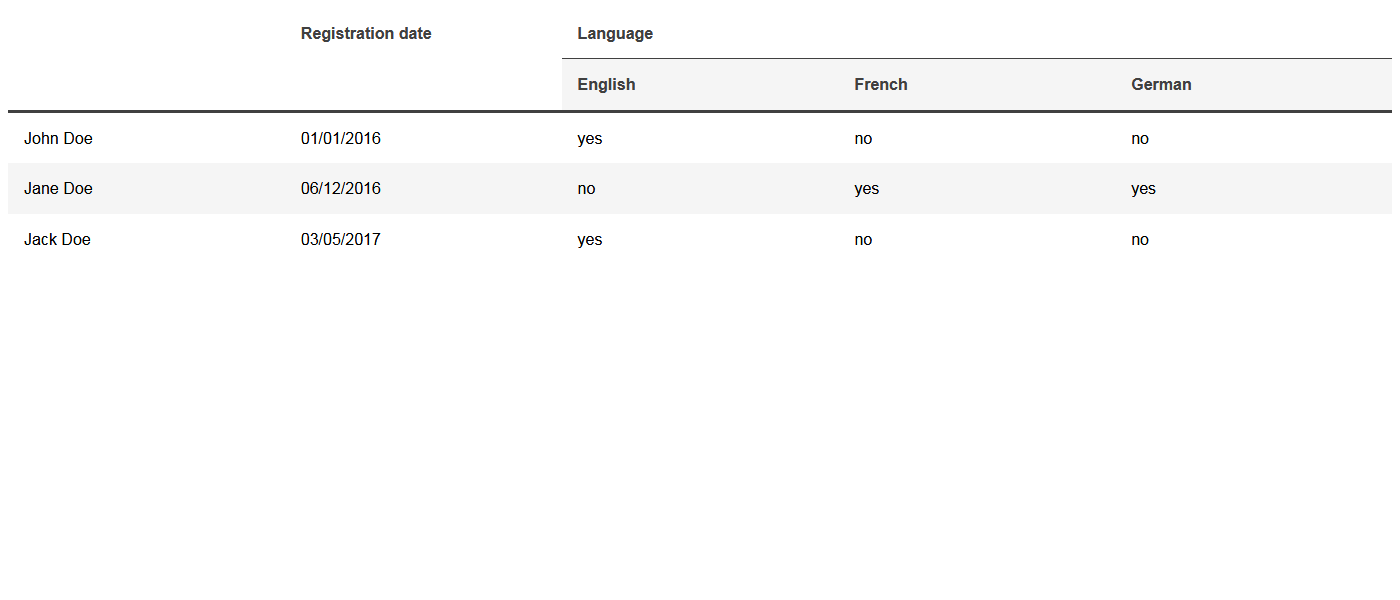 Registration date Language
English French German
John Doe 01/01/2016 yes no no
Jane Doe 06/12/2016 no yes yes
Jack Doe 03/05/2017 yes no no